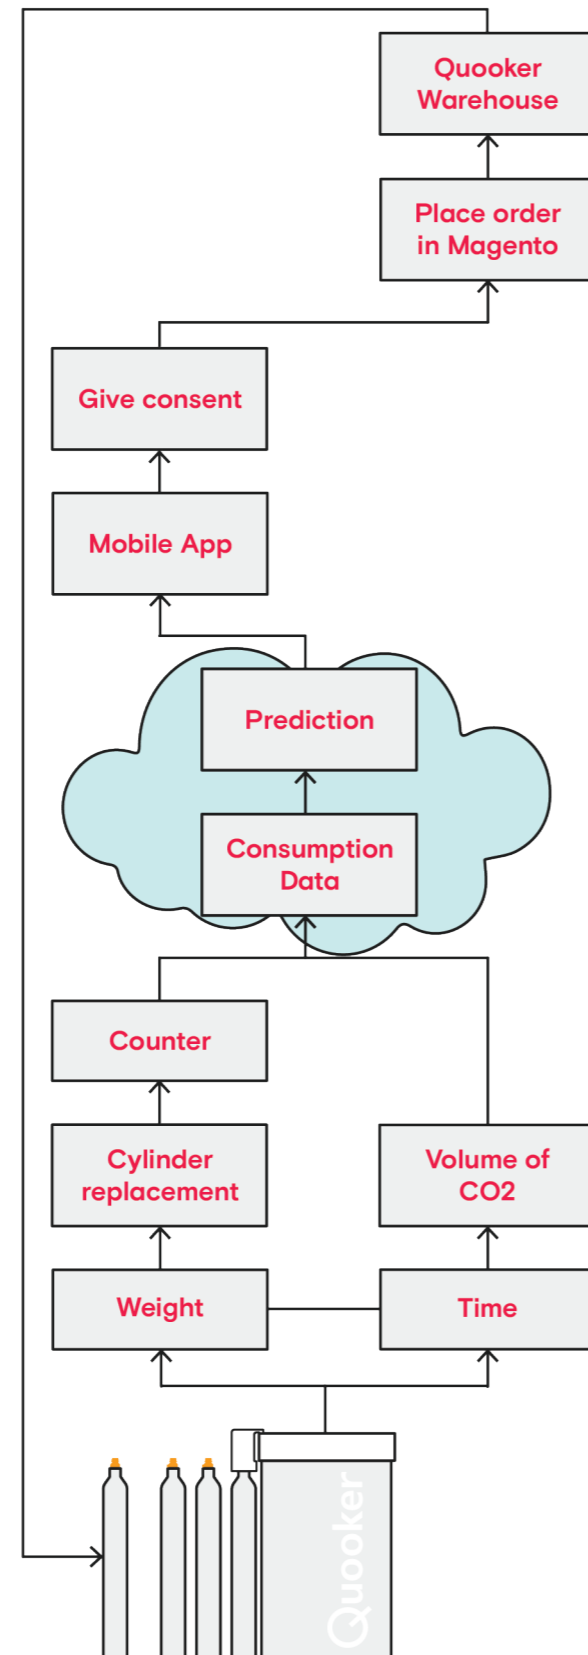 Quooker
Warehouse
Place order
in Magento
Give consent
Mobile App
Prediction
Consumption
Data
Counter
Cylinder
replacement
Volume of
CO2
Weight
Time
Quooker